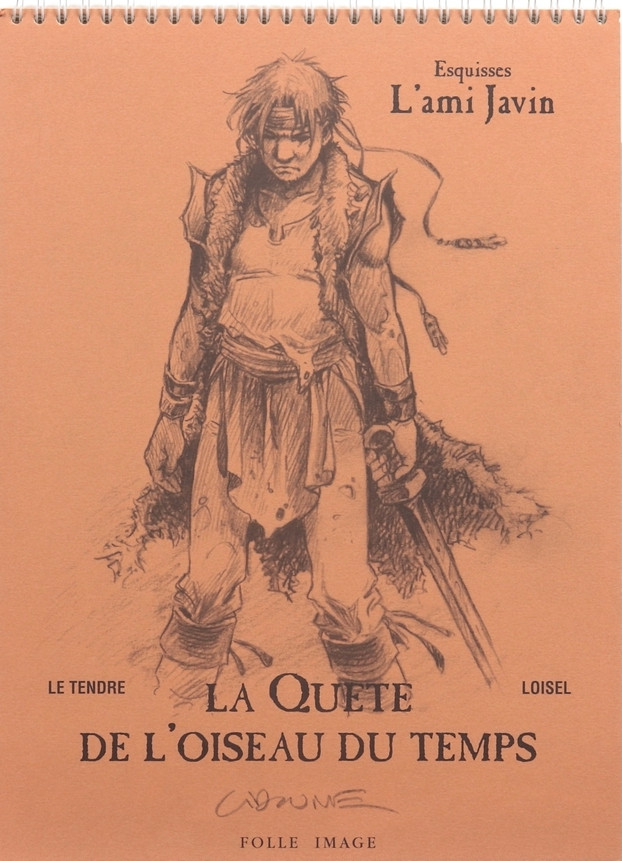 Esquisses
L'ami Javin
LE TENDRE
LOISEL
LA QUETE
DE L'OISEAU DU TEMPS
FOLLE IMAGE